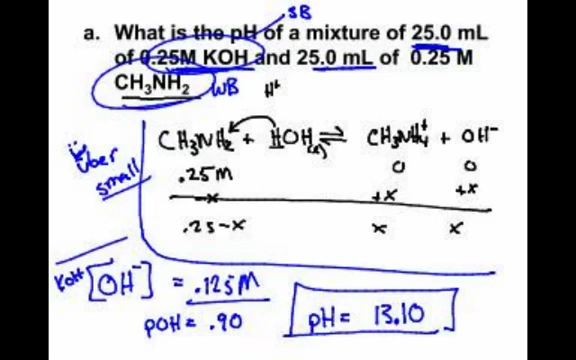 SB
a. What is the pH of a mixture of 25.0 mL
of 0.25M KOH and 25.0 mL of 0.25 M
CH₃NH₂ WB H⁺
CH₃NH₂ + HOH(l) ⇌ CH₃NH₄⁺ + OH⁻
über small
.25M 0 0
-x +x +x
.25-x x x
KOH [OH⁻] = .125M
pOH = .90
pH = 13.10